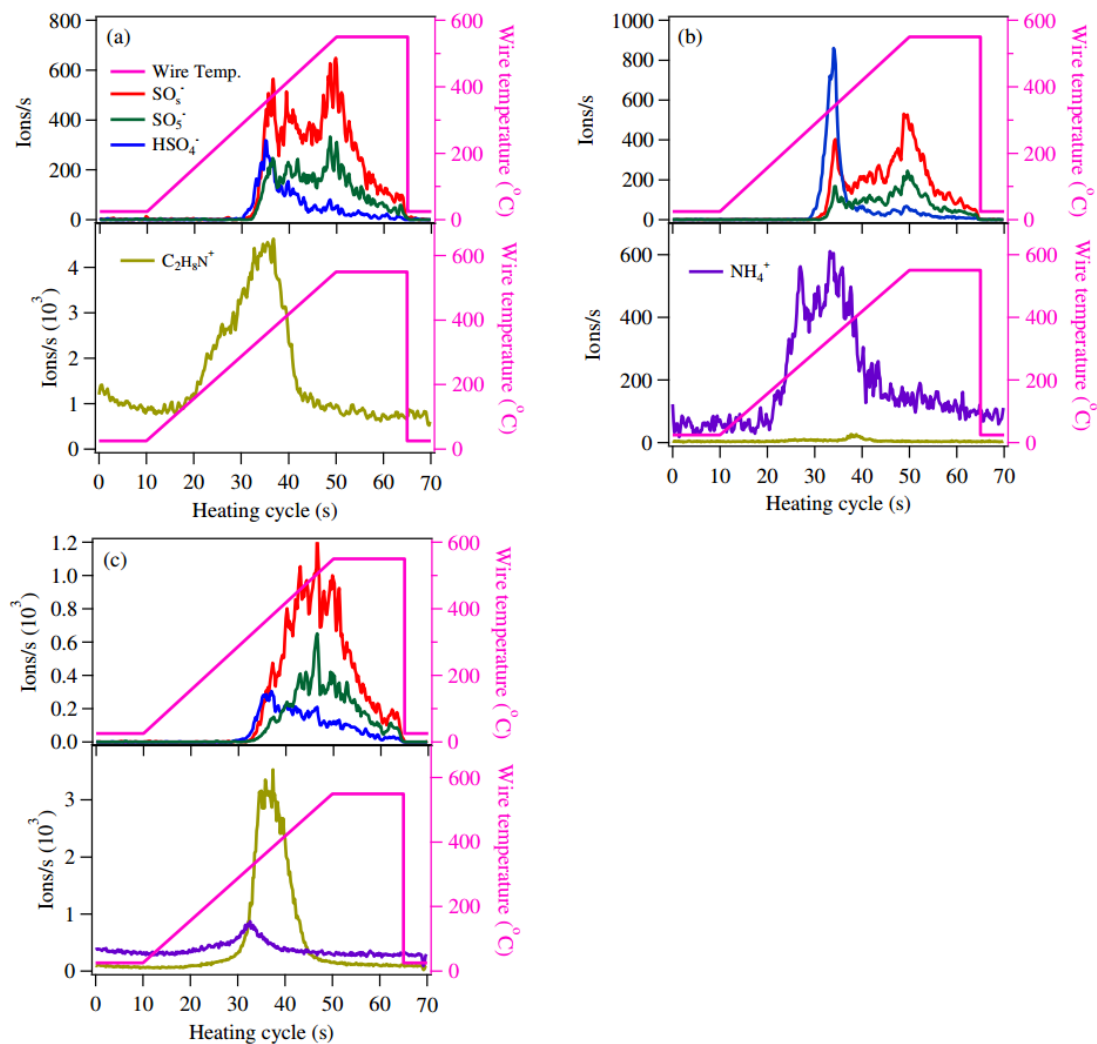 (a)
Wire Temp.
SOₛ⁻
SO₅⁻
HSO₄⁻
800
600
400
200
0
Ions/s
600
400
200
0
Wire temperature (°C)
C₂H₈N⁺
4
3
2
1
0
Ions/s (10³)
600
400
200
0
Wire temperature (°C)
0 10 20 30 40 50 60 70
Heating cycle (s)
(b)
1000
800
600
400
200
0
Ions/s
600
400
200
0
Wire temperature (°C)
NH₄⁺
600
400
200
0
Ions/s
600
400
200
0
Wire temperature (°C)
0 10 20 30 40 50 60 70
Heating cycle (s)
(c)
1.2
1.0
0.8
0.6
0.4
0.2
0.0
Ions/s (10³)
600
400
200
0
Wire temperature (°C)
3
2
1
0
Ions/s (10³)
600
400
200
0
Wire temperature (°C)
0 10 20 30 40 50 60 70
Heating cycle (s)